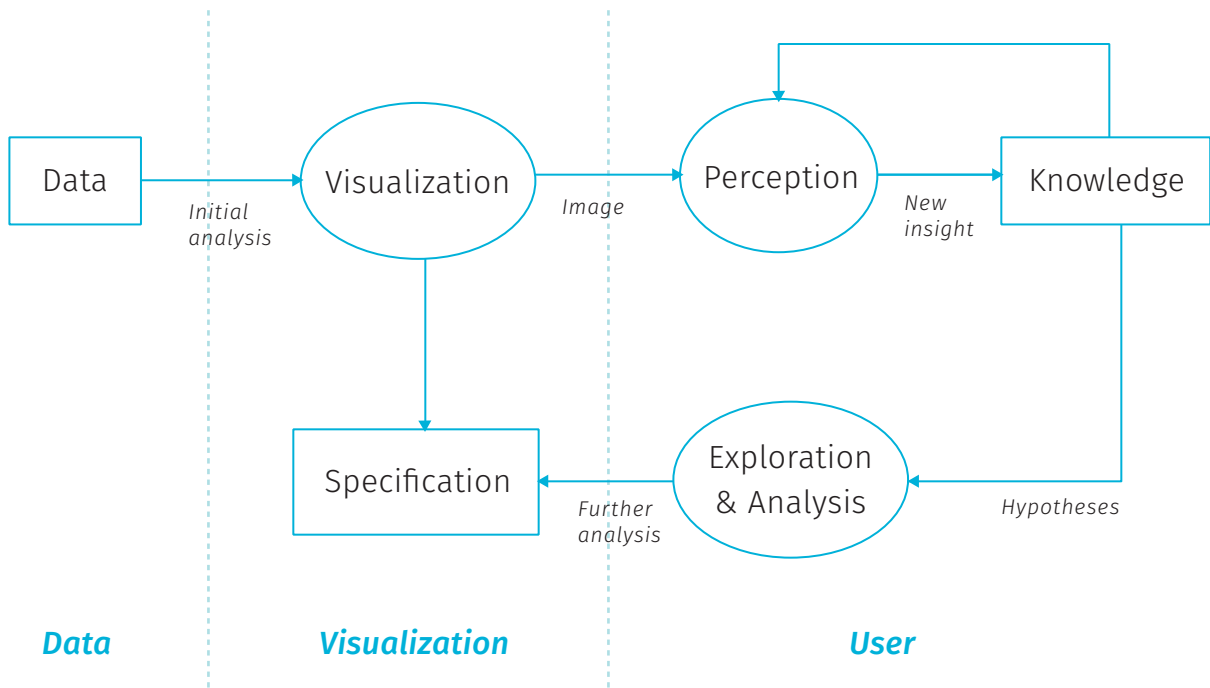 Data
Initial
analysis
Visualization
Image
Perception
New
insight
Knowledge
Specification
Further
analysis
Exploration
& Analysis
Hypotheses
Data
Visualization
User